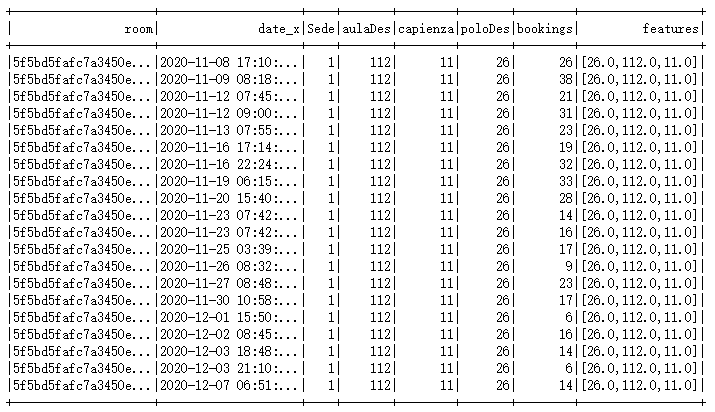 +--------------------+--------------------+----+-------+--------+-------+--------+-----------------+
| room| date_x|Sede|aulaDes|capienza|poloDes|bookings| features|
+--------------------+--------------------+----+-------+--------+-------+--------+-----------------+
|5f5bd5fafc7a3450e...|2020-11-08 17:10:...| 1| 112| 11| 26| 26|[26.0,112.0,11.0]|
|5f5bd5fafc7a3450e...|2020-11-09 08:18:...| 1| 112| 11| 26| 38|[26.0,112.0,11.0]|
|5f5bd5fafc7a3450e...|2020-11-12 07:45:...| 1| 112| 11| 26| 21|[26.0,112.0,11.0]|
|5f5bd5fafc7a3450e...|2020-11-12 09:00:...| 1| 112| 11| 26| 31|[26.0,112.0,11.0]|
|5f5bd5fafc7a3450e...|2020-11-13 07:55:...| 1| 112| 11| 26| 23|[26.0,112.0,11.0]|
|5f5bd5fafc7a3450e...|2020-11-16 17:14:...| 1| 112| 11| 26| 19|[26.0,112.0,11.0]|
|5f5bd5fafc7a3450e...|2020-11-16 22:24:...| 1| 112| 11| 26| 32|[26.0,112.0,11.0]|
|5f5bd5fafc7a3450e...|2020-11-19 06:15:...| 1| 112| 11| 26| 33|[26.0,112.0,11.0]|
|5f5bd5fafc7a3450e...|2020-11-20 15:40:...| 1| 112| 11| 26| 28|[26.0,112.0,11.0]|
|5f5bd5fafc7a3450e...|2020-11-23 07:42:...| 1| 112| 11| 26| 14|[26.0,112.0,11.0]|
|5f5bd5fafc7a3450e...|2020-11-23 07:42:...| 1| 112| 11| 26| 16|[26.0,112.0,11.0]|
|5f5bd5fafc7a3450e...|2020-11-25 03:39:...| 1| 112| 11| 26| 17|[26.0,112.0,11.0]|
|5f5bd5fafc7a3450e...|2020-11-26 08:32:...| 1| 112| 11| 26| 9|[26.0,112.0,11.0]|
|5f5bd5fafc7a3450e...|2020-11-27 08:48:...| 1| 112| 11| 26| 23|[26.0,112.0,11.0]|
|5f5bd5fafc7a3450e...|2020-11-30 10:58:...| 1| 112| 11| 26| 17|[26.0,112.0,11.0]|
|5f5bd5fafc7a3450e...|2020-12-01 15:50:...| 1| 112| 11| 26| 6|[26.0,112.0,11.0]|
|5f5bd5fafc7a3450e...|2020-12-02 08:45:...| 1| 112| 11| 26| 16|[26.0,112.0,11.0]|
|5f5bd5fafc7a3450e...|2020-12-03 18:48:...| 1| 112| 11| 26| 14|[26.0,112.0,11.0]|
|5f5bd5fafc7a3450e...|2020-12-03 21:10:...| 1| 112| 11| 26| 6|[26.0,112.0,11.0]|
|5f5bd5fafc7a3450e...|2020-12-07 06:51:...| 1| 112| 11| 26| 14|[26.0,112.0,11.0]|
+--------------------+--------------------+----+-------+--------+-------+--------+-----------------+